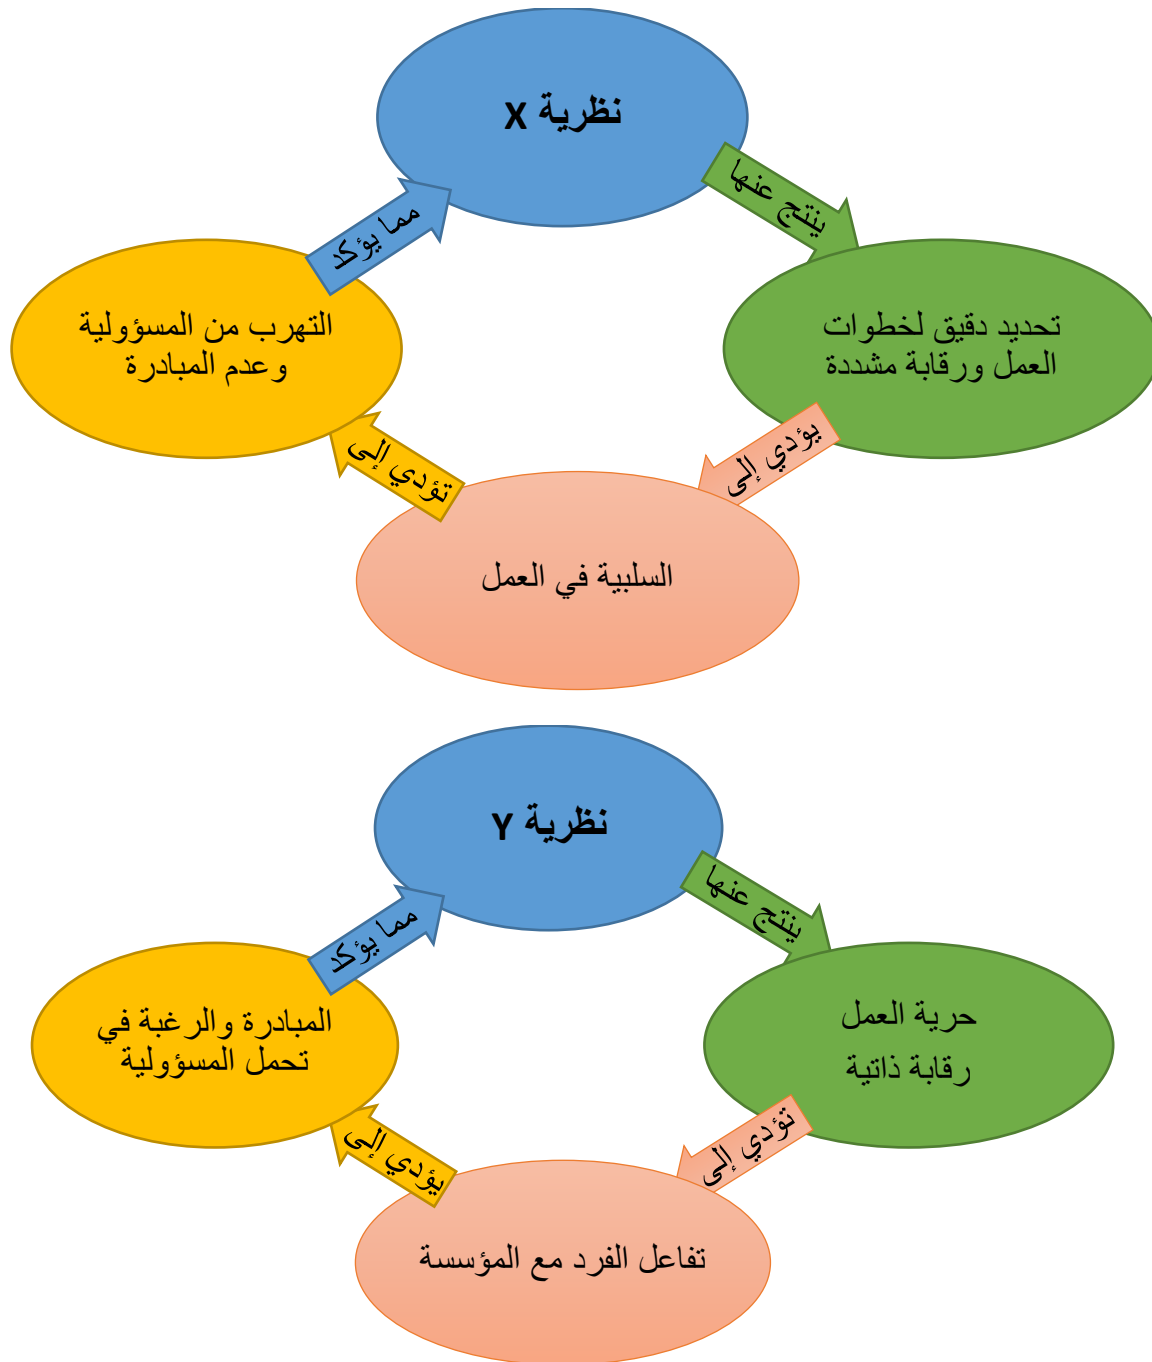 نظرية X
ينتج عنها
تحديد دقيق لخطوات
العمل ورقابة مشددة
يؤدي إلى
السلبية في العمل
تؤدي إلى
التهرب من المسؤولية
وعدم المبادرة
مما يؤكد
نظرية Y
ينتج عنها
حرية العمل
رقابة ذاتية
تؤدي إلى
تفاعل الفرد مع المؤسسة
يؤدي إلى
المبادرة والرغبة في
تحمل المسؤولية
مما يؤكد